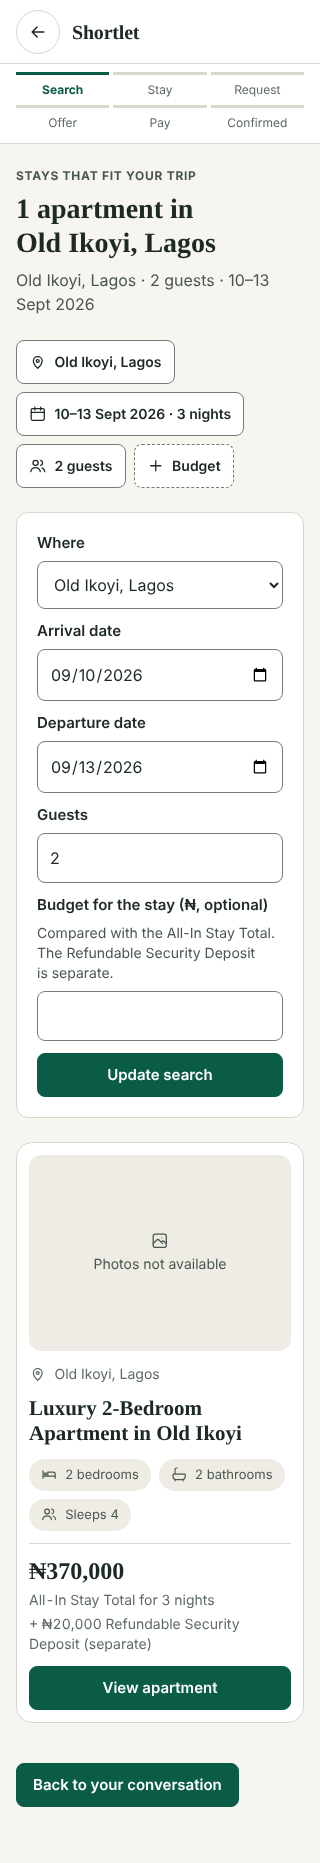 Shortlet
Search
Stay
Request
Offer
Pay
Confirmed
STAYS THAT FIT YOUR TRIP
1 apartment in
Old Ikoyi, Lagos
Old Ikoyi, Lagos · 2 guests · 10–13
Sept 2026
Old Ikoyi, Lagos
10–13 Sept 2026 · 3 nights
2 guests
Budget
Where
Old Ikoyi, Lagos
Arrival date
09/10/2026
Departure date
09/13/2026
Guests
2
Budget for the stay (₦, optional)
Compared with the All-In Stay Total.
The Refundable Security Deposit
is separate.
Update search
Photos not available
Old Ikoyi, Lagos
Luxury 2-Bedroom
Apartment in Old Ikoyi
2 bedrooms
2 bathrooms
Sleeps 4
₦370,000
All-In Stay Total for 3 nights
+ ₦20,000 Refundable Security
Deposit (separate)
View apartment
Back to your conversation